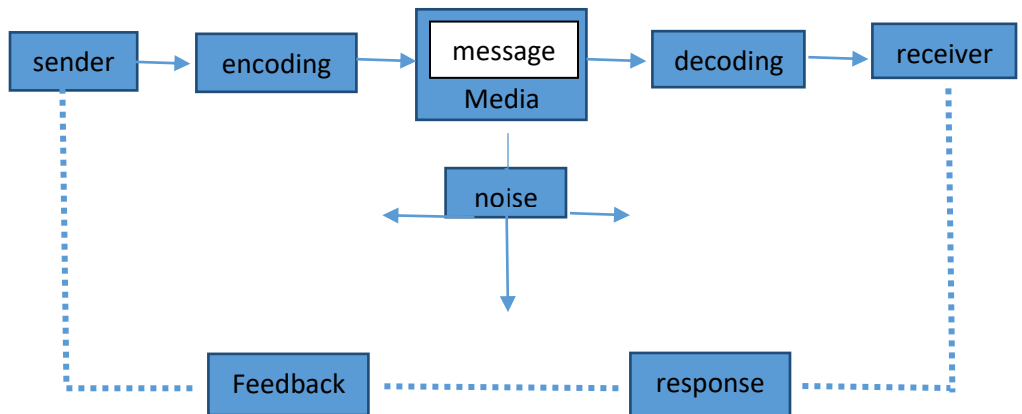 sender
encoding
message
Media
decoding
receiver
noise
Feedback
response